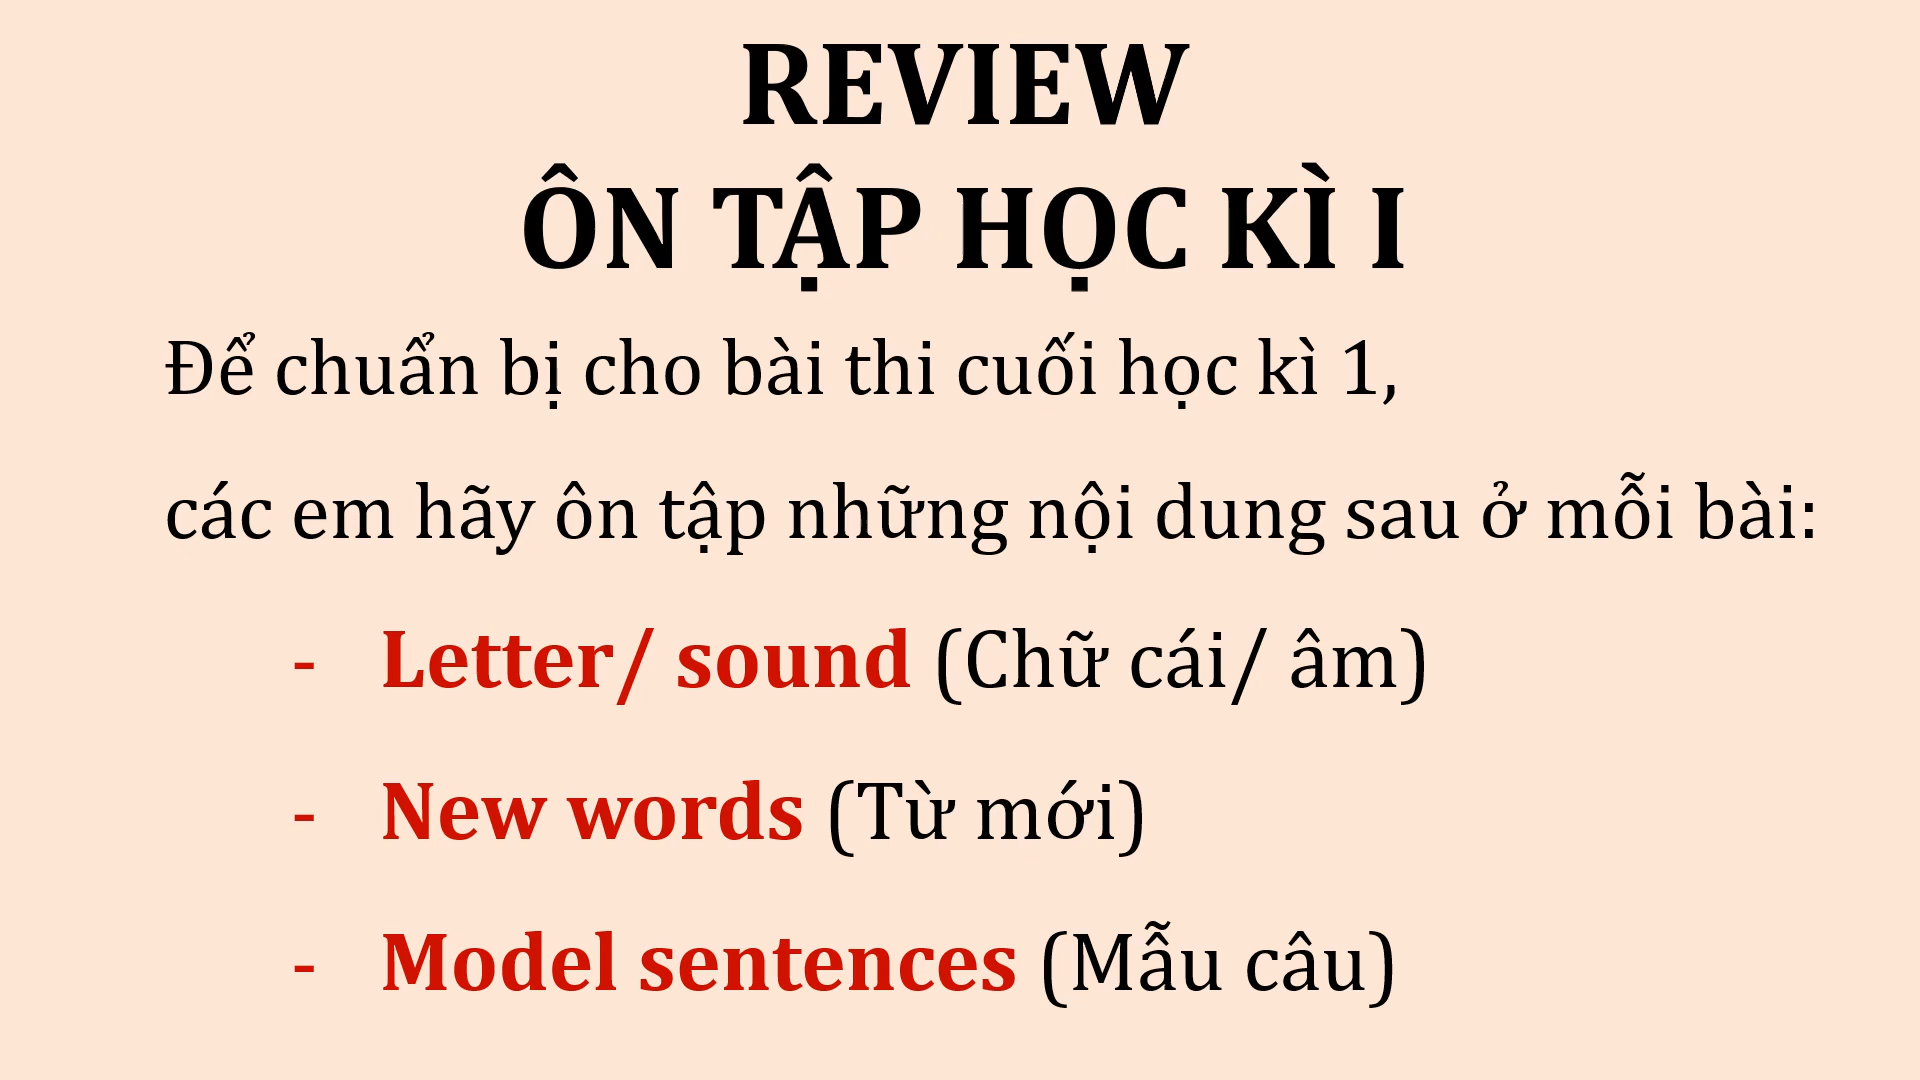 REVIEW
ÔN TẬP HỌC KÌ I
Để chuẩn bị cho bài thi cuối học kì 1,
các em hãy ôn tập những nội dung sau ở mỗi bài:
- Letter/ sound (Chữ cái/ âm)
- New words (Từ mới)
- Model sentences (Mẫu câu)